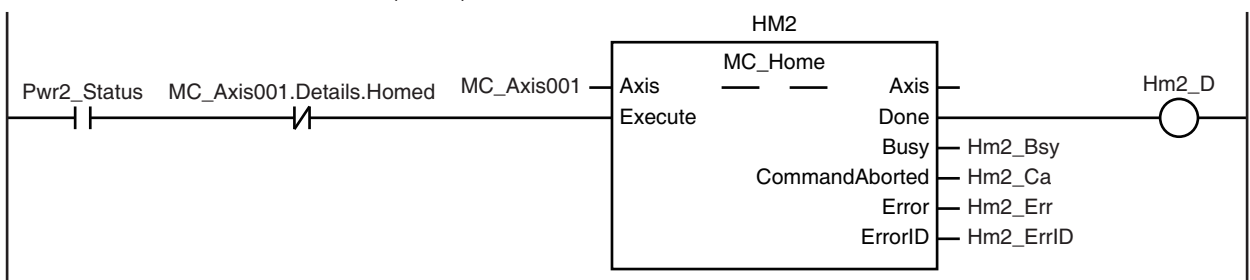 HM2
MC_Home
Pwr2_Status MC_Axis001.Details.Homed MC_Axis001 Axis Axis Hm2_D
Execute Done
Busy Hm2_Bsy
CommandAborted Hm2_Ca
Error Hm2_Err
ErrorID Hm2_ErrID